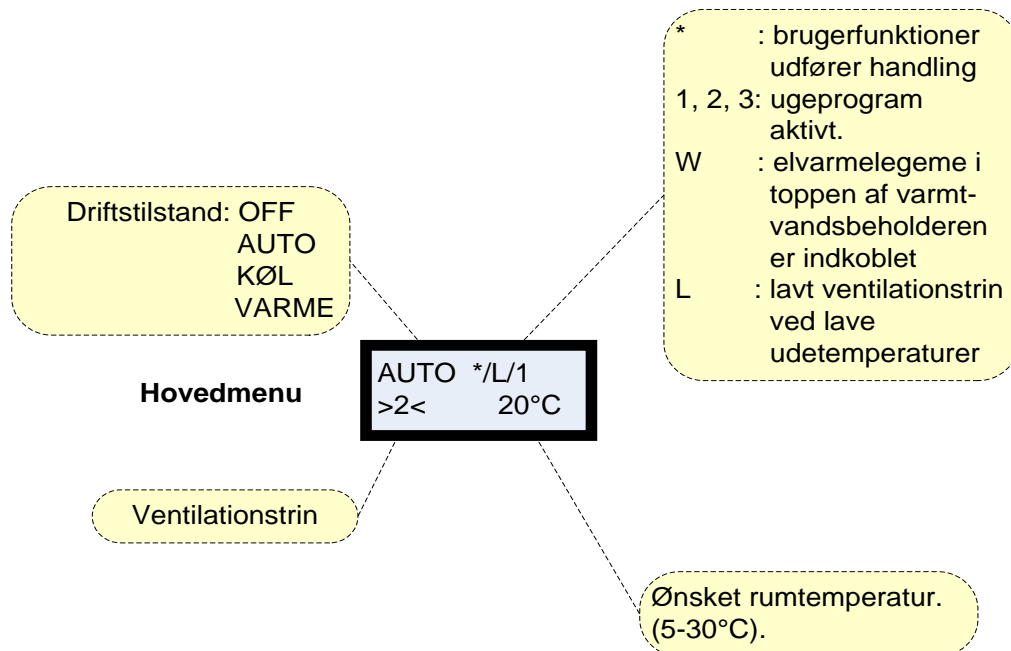 * : brugerfunktioner
udfører handling
1, 2, 3: ugeprogram
aktivt.
W : elvarmelegeme i
toppen af varmt-
vandsbeholderen
er indkoblet
L : lavt ventilationstrin
ved lave
udetemperaturer
Driftstilstand: OFF
AUTO
KØL
VARME
Hovedmenu
AUTO */L/1
>2< 20°C
Ventilationstrin
Ønsket rumtemperatur.
(5-30°C).